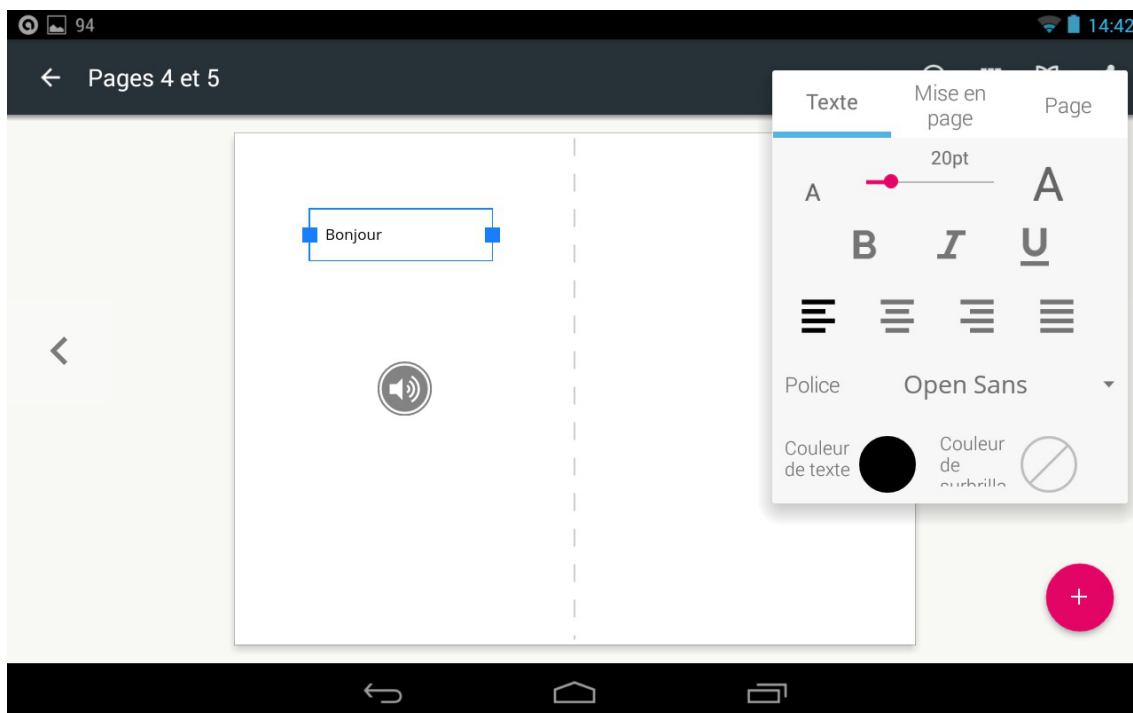 94
14:42
Pages 4 et 5
Texte
Mise en
page
Page
20pt
A
A
B
I
U
Bonjour
Police
Open Sans
Couleur
de texte
Couleur
de